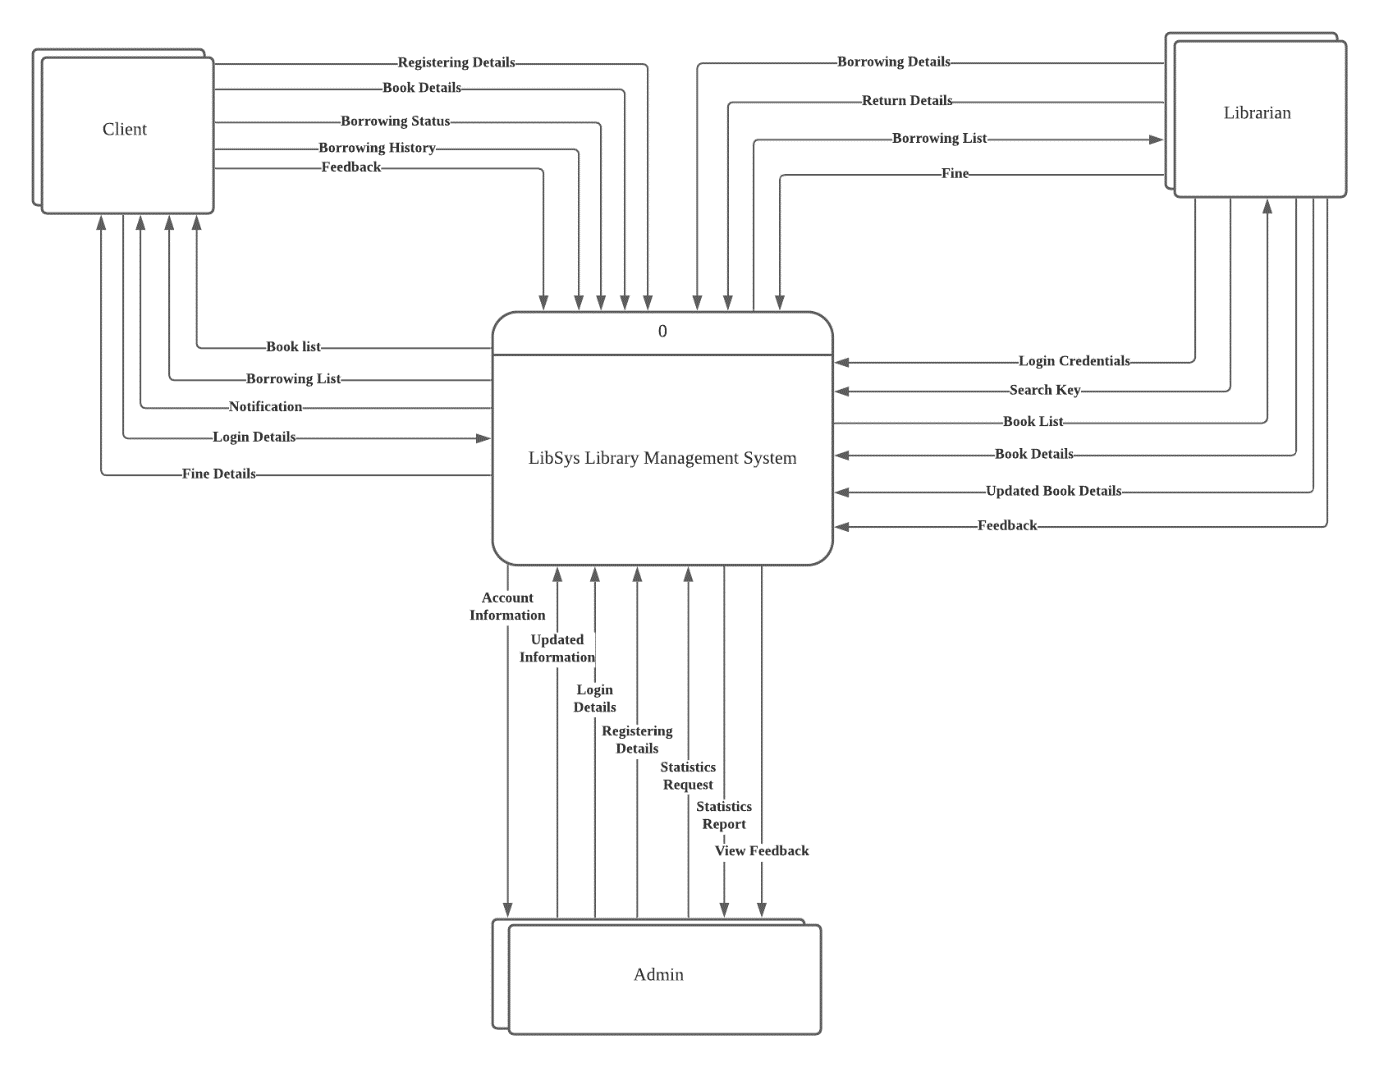 Registering Details
Book Details
Borrowing Status
Borrowing History
Feedback
Client
Borrowing Details
Return Details
Borrowing List
Fine
Librarian
Book list
Borrowing List
Notification
Login Details
Fine Details
0
LibSys Library Management System
Login Credentials
Search Key
Book List
Book Details
Updated Book Details
Feedback
Account
Information
Updated
Information
Login
Details
Registering
Details
Statistics
Request
Statistics
Report
View Feedback
Admin